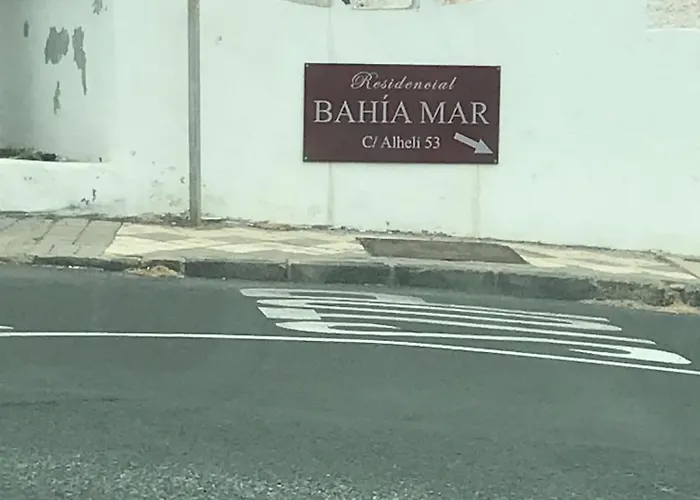 Residencial
BAHÍA MAR
C/ Alheli 53